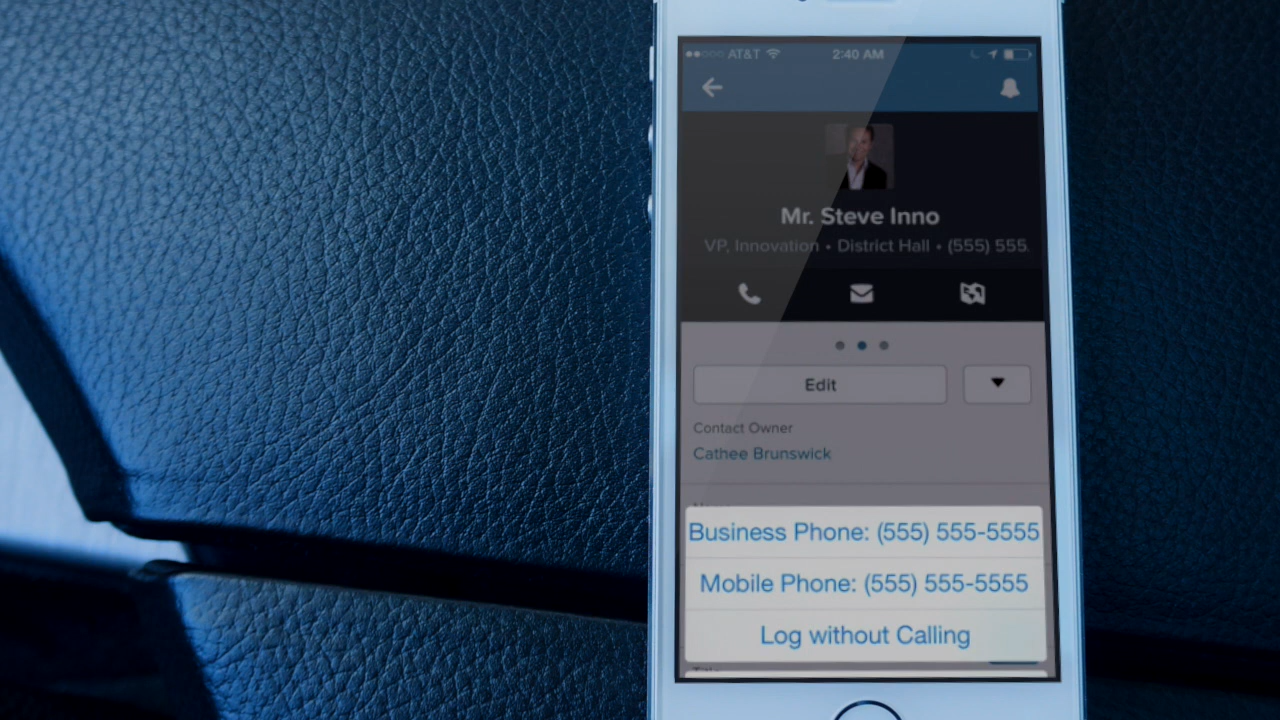 AT&T 2:40 AM
Mr. Steve Inno
VP, Innovation • District Hall • (555) 555
Edit
Contact Owner
Cathee Brunswick
Business Phone: (555) 555-5555
Mobile Phone: (555) 555-5555
Log without Calling